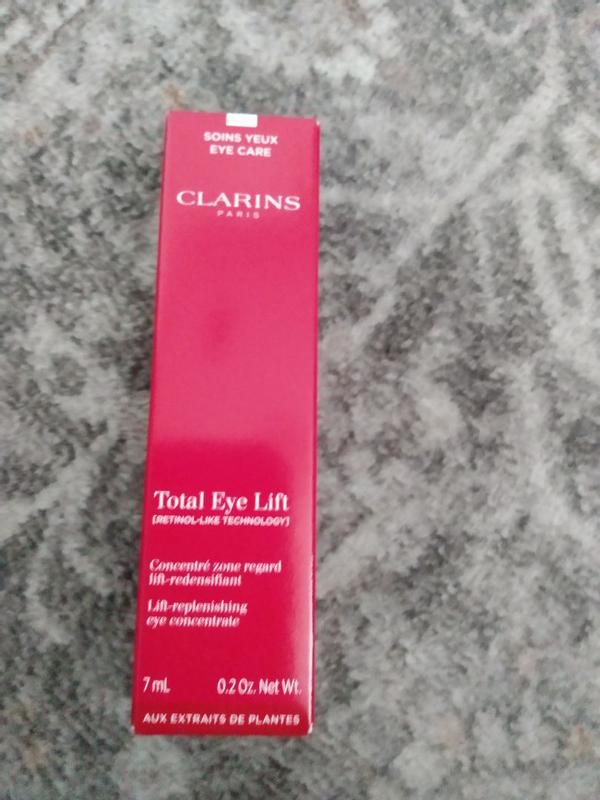 SOINS YEUX
EYE CARE
CLARINS
PARIS
Total Eye Lift
[RETINOL-LIKE TECHNOLOGY]
Concentré zone regard
lift-redensifiant
Lift-replenishing
eye concentrate
7 mL 0.2 Oz. Net Wt.
AUX EXTRAITS DE PLANTES